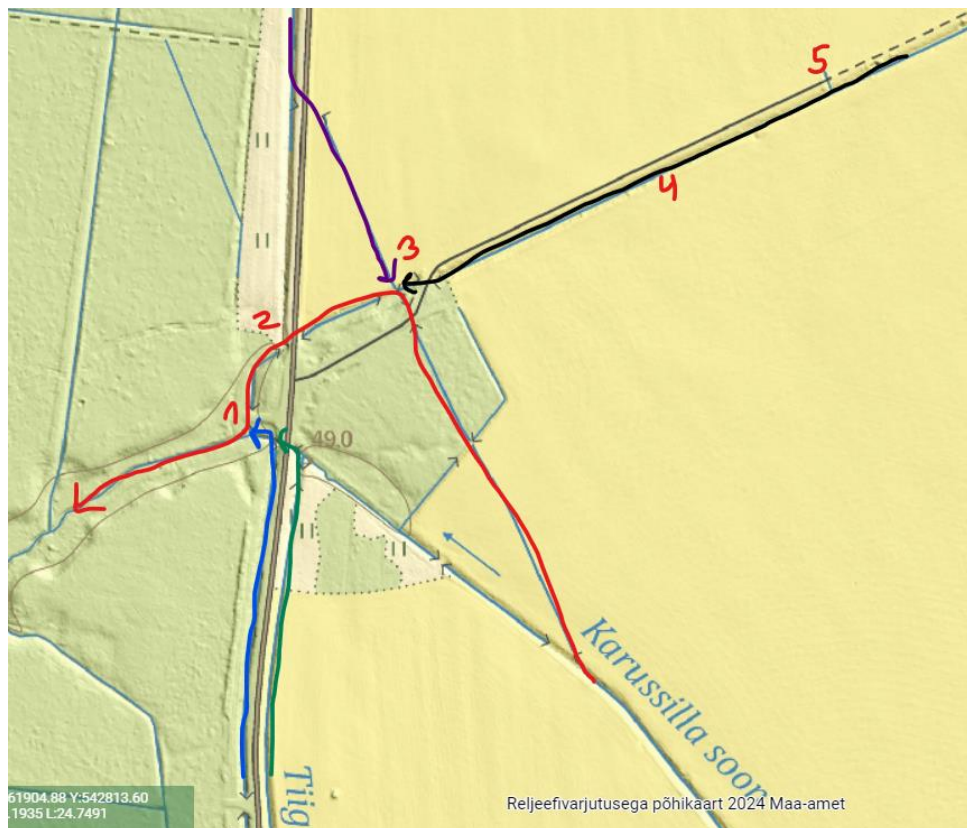 5
4
3
2
1
49.0
Karussilla soon
Tiig
61904.88 Y:542813.60
.1935 L:24.7491
Reljeefivarjutusega põhikaart 2024 Maa-amet